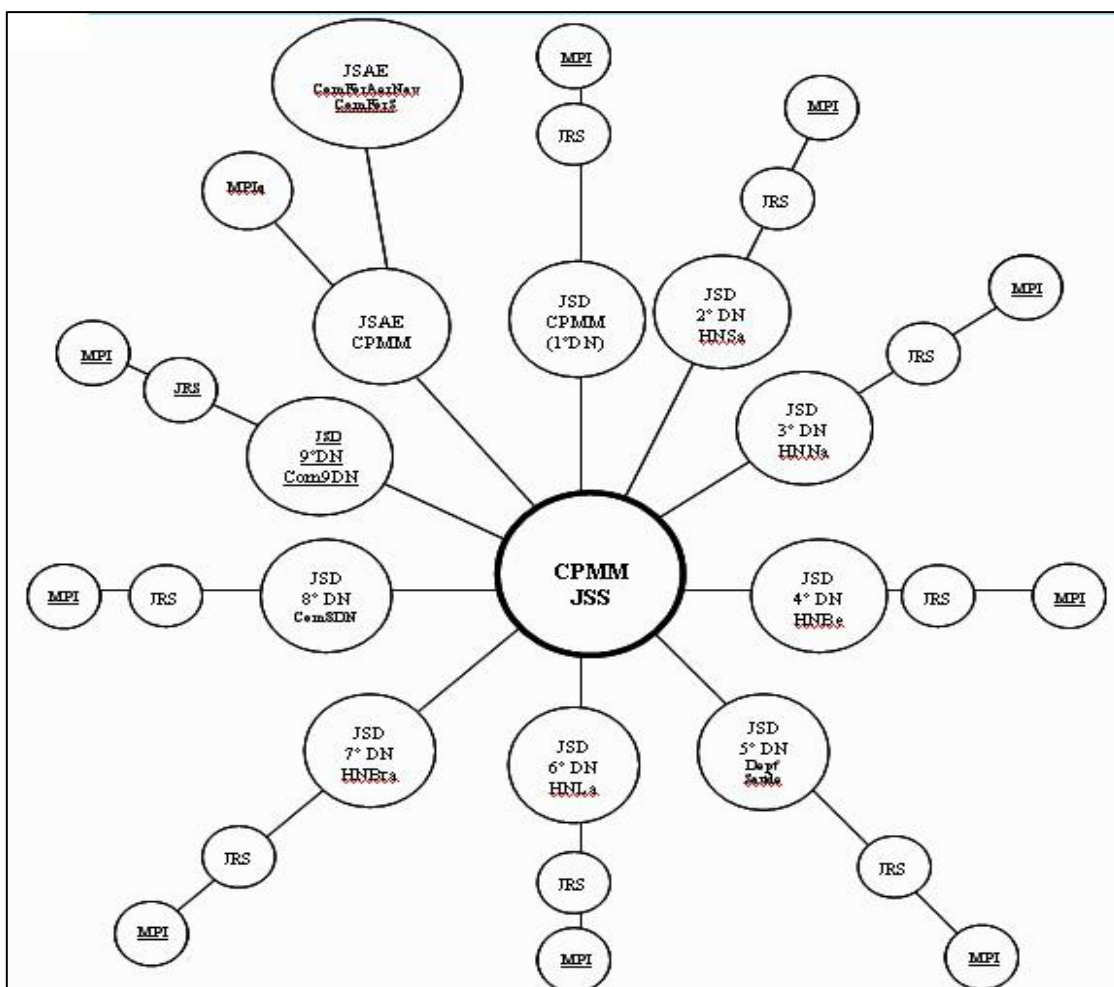 JSAE
ComForAerNav
ComForS
MPI
JRS
MPI
JRS
MPIq
JSD
CPMM
(1°DN)
JSD
2° DN
HNSa
MPI
JRS
JSAE
CPMM
MPI
JRS
JSD
3° DN
HNNa
JSD
9°DN
Com9DN
CPMM
JSS
MPI
JRS
JSD
8° DN
JSD
4° DN
HNBe
JRS
MPI
JSD
7° DN
HNBra
JSD
6° DN
HNLa
JSD
5° DN
Saúde
JRS
MPI
JRS
MPI
JRS
MPI